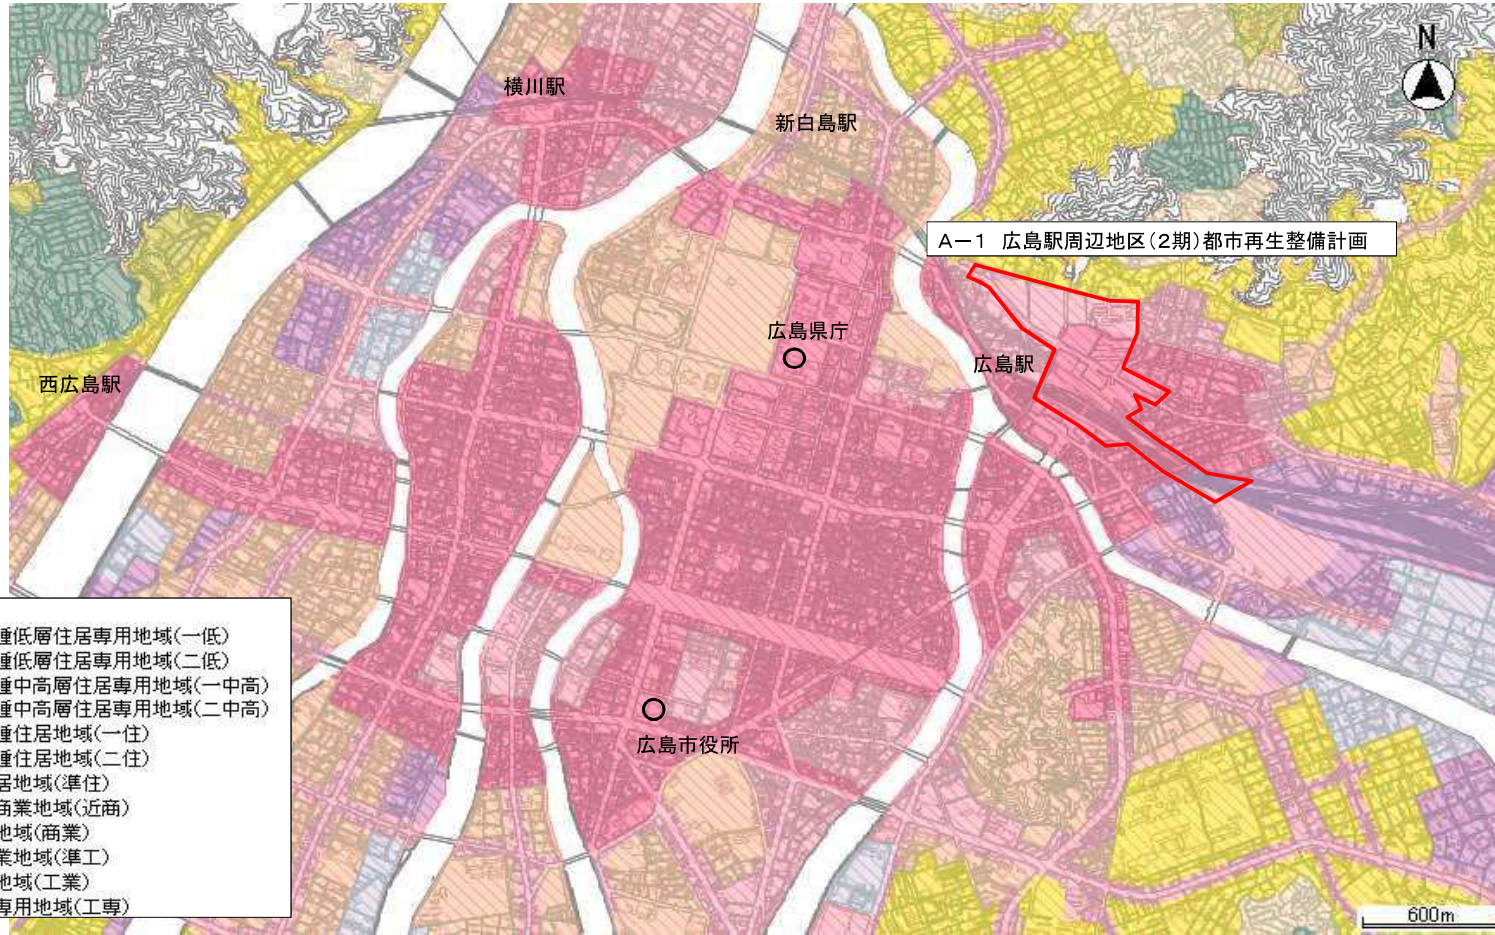 N
横川駅
新白島駅
A-1 広島駅周辺地区(2期)都市再生整備計画
広島県庁
広島駅
西広島駅
種低層住居専用地域(一低)
種低層住居専用地域(二低)
種中高層住居専用地域(一中高)
種中高層住居専用地域(二中高)
種住居地域(一住)
種住居地域(二住)
居地域(準住)
商業地域(近商)
地域(商業)
業地域(準工)
地域(工業)
専用地域(工専)
広島市役所
600m